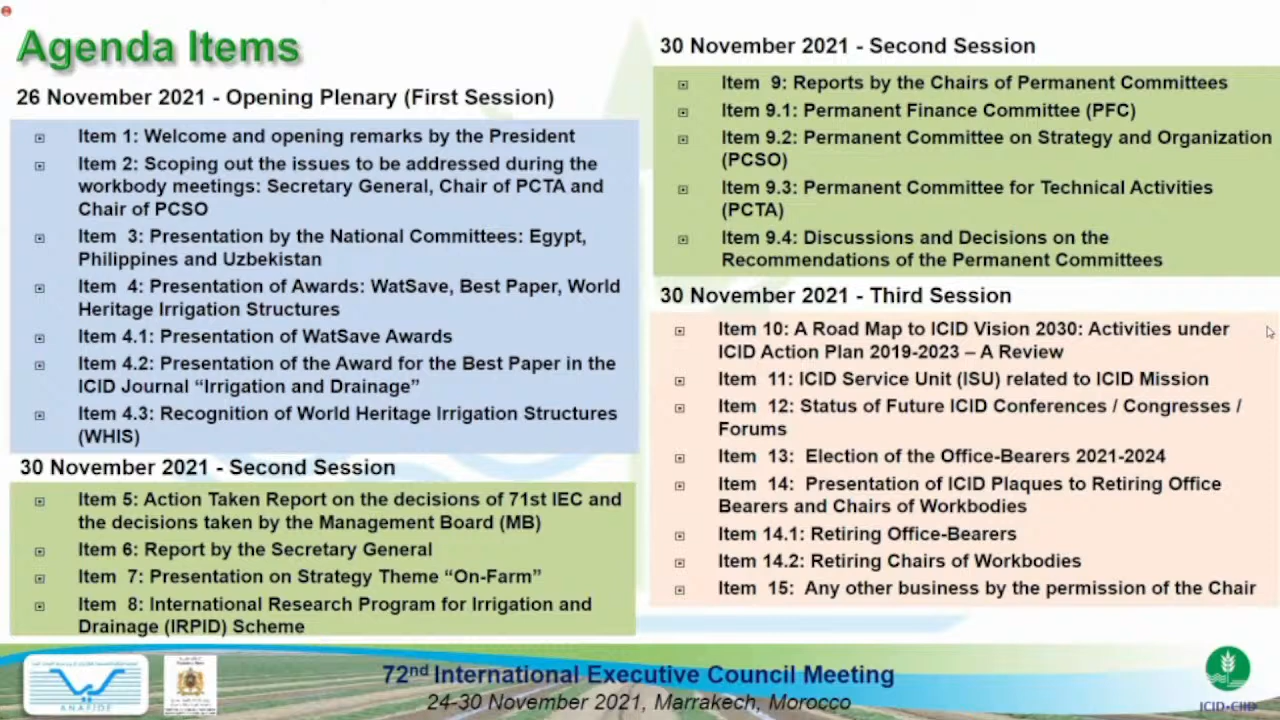 Agenda Items
26 November 2021 - Opening Plenary (First Session)
Item 1: Welcome and opening remarks by the President
Item 2: Scoping out the issues to be addressed during the
workbody meetings: Secretary General, Chair of PCTA and
Chair of PCSO
Item 3: Presentation by the National Committees: Egypt,
Philippines and Uzbekistan
Item 4: Presentation of Awards: WatSave, Best Paper, World
Heritage Irrigation Structures
Item 4.1: Presentation of WatSave Awards
Item 4.2: Presentation of the Award for the Best Paper in the
ICID Journal “Irrigation and Drainage”
Item 4.3: Recognition of World Heritage Irrigation Structures
(WHIS)
30 November 2021 - Second Session
Item 5: Action Taken Report on the decisions of 71st IEC and
the decisions taken by the Management Board (MB)
Item 6: Report by the Secretary General
Item 7: Presentation on Strategy Theme “On-Farm”
Item 8: International Research Program for Irrigation and
Drainage (IRPID) Scheme
30 November 2021 - Second Session
Item 9: Reports by the Chairs of Permanent Committees
Item 9.1: Permanent Finance Committee (PFC)
Item 9.2: Permanent Committee on Strategy and Organization
(PCSO)
Item 9.3: Permanent Committee for Technical Activities
(PCTA)
Item 9.4: Discussions and Decisions on the
Recommendations of the Permanent Committees
30 November 2021 - Third Session
Item 10: A Road Map to ICID Vision 2030: Activities under
ICID Action Plan 2019-2023 – A Review
Item 11: ICID Service Unit (ISU) related to ICID Mission
Item 12: Status of Future ICID Conferences / Congresses /
Forums
Item 13: Election of the Office-Bearers 2021-2024
Item 14: Presentation of ICID Plaques to Retiring Office
Bearers and Chairs of Workbodies
Item 14.1: Retiring Office-Bearers
Item 14.2: Retiring Chairs of Workbodies
Item 15: Any other business by the permission of the Chair
ANAFIDE
72nd International Executive Council Meeting
24-30 November 2021, Marrakech, Morocco
ICID•CIID